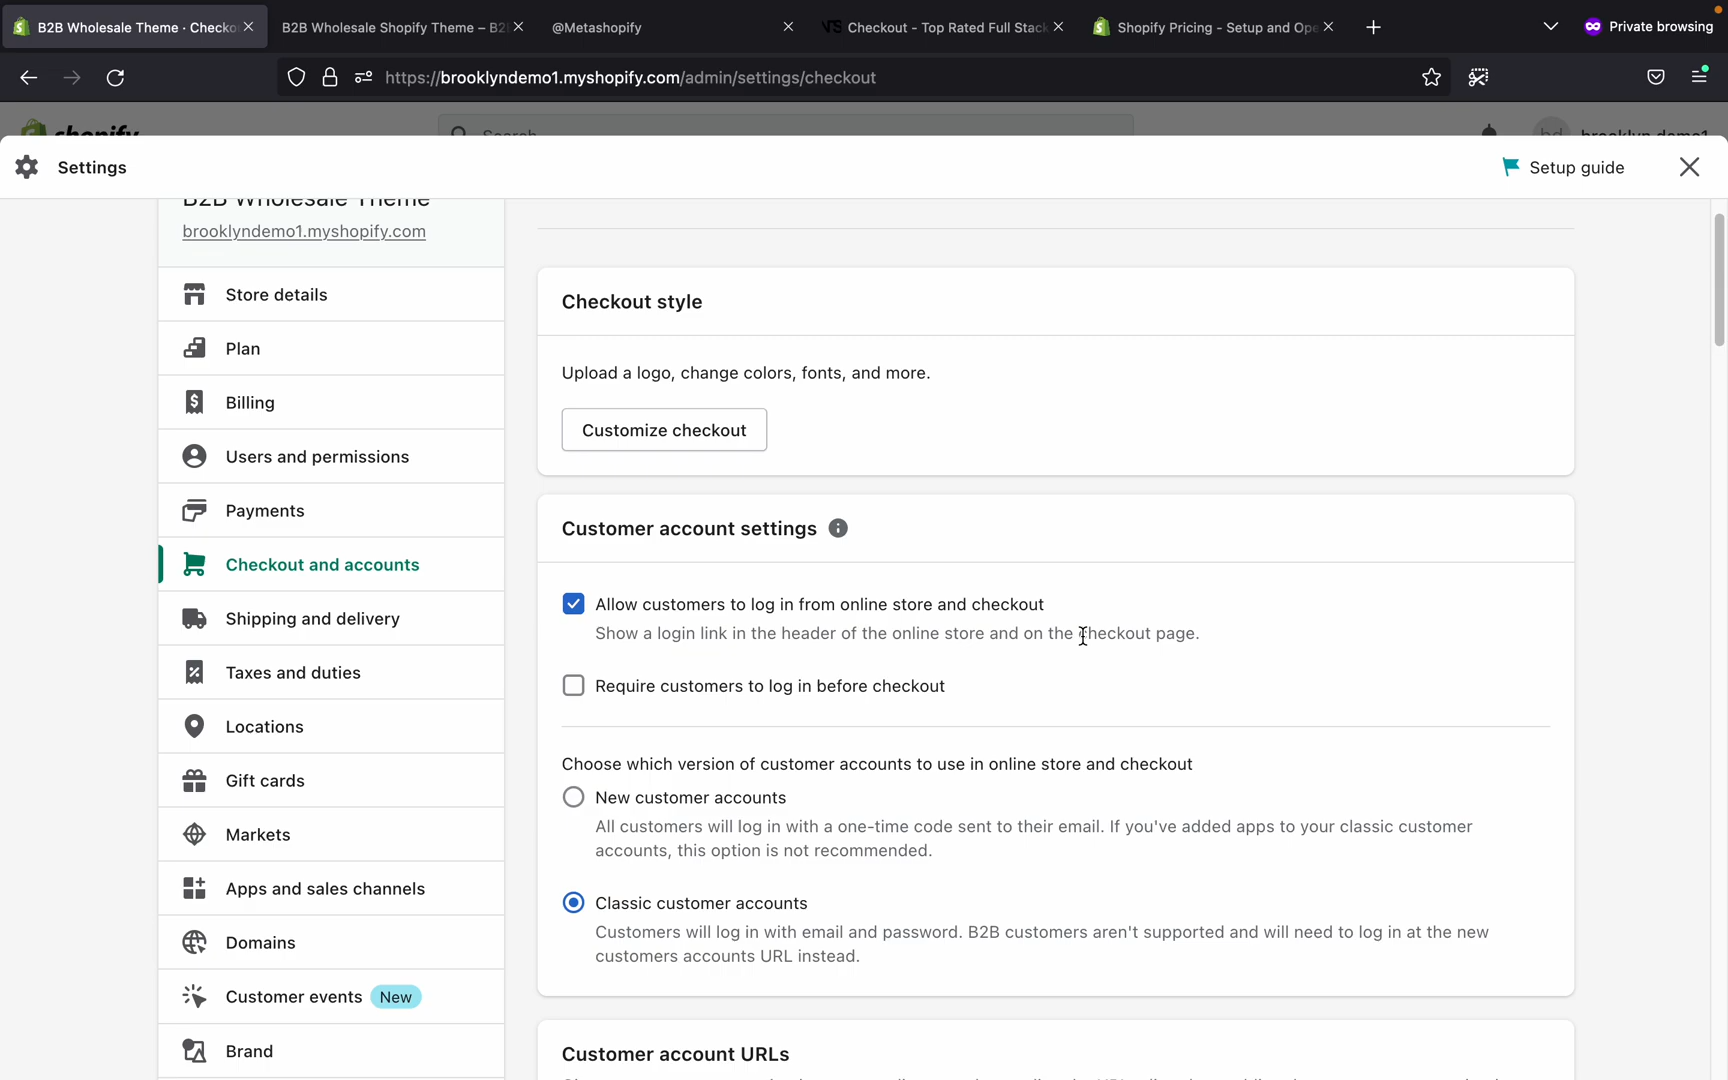 B2B Wholesale Theme · Checko
B2B Wholesale Shopify Theme – B2
@Metashopify
Checkout - Top Rated Full Stack
Shopify Pricing - Setup and Ope
Private browsing
https://brooklyndemo1.myshopify.com/admin/settings/checkout
shopify
Search
bd
brooklyn demo1
Settings
Setup guide
B2B Wholesale Theme
brooklyndemo1.myshopify.com
Store details
Plan
Billing
Users and permissions
Payments
Checkout and accounts
Shipping and delivery
Taxes and duties
Locations
Gift cards
Markets
Apps and sales channels
Domains
Customer events New
Brand
Checkout style
Upload a logo, change colors, fonts, and more.
Customize checkout
Customer account settings
Allow customers to log in from online store and checkout
Show a login link in the header of the online store and on the checkout page.
Require customers to log in before checkout
Choose which version of customer accounts to use in online store and checkout
New customer accounts
All customers will log in with a one-time code sent to their email. If you've added apps to your classic customer
accounts, this option is not recommended.
Classic customer accounts
Customers will log in with email and password. B2B customers aren't supported and will need to log in at the new
customers accounts URL instead.
Customer account URLs